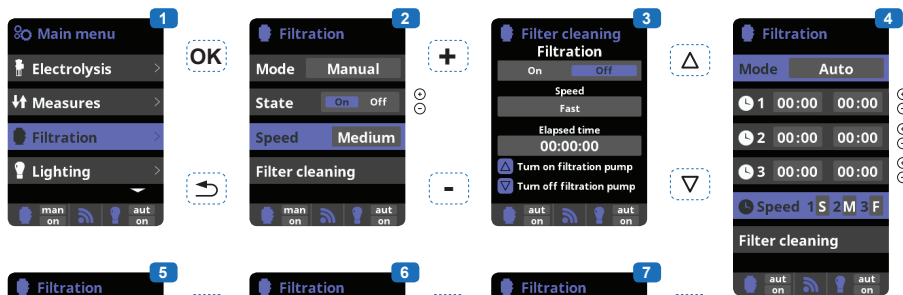 1
Main menu
Electrolysis
Measures
Filtration
Lighting
man on
aut on
OK
2
Filtration
Mode Manual
State On Off
Speed Medium
Filter cleaning
man on
aut on
+
-
3
Filter cleaning
Filtration
On Off
Speed
Fast
Elapsed time
00:00:00
Turn on filtration pump
Turn off filtration pump
aut on
aut on
4
Filtration
Mode Auto
1 00:00 00:00
2 00:00 00:00
3 00:00 00:00
Speed 1 S 2 M 3 F
Filter cleaning
aut on
aut on
5
Filtration
6
Filtration
7
Filtration